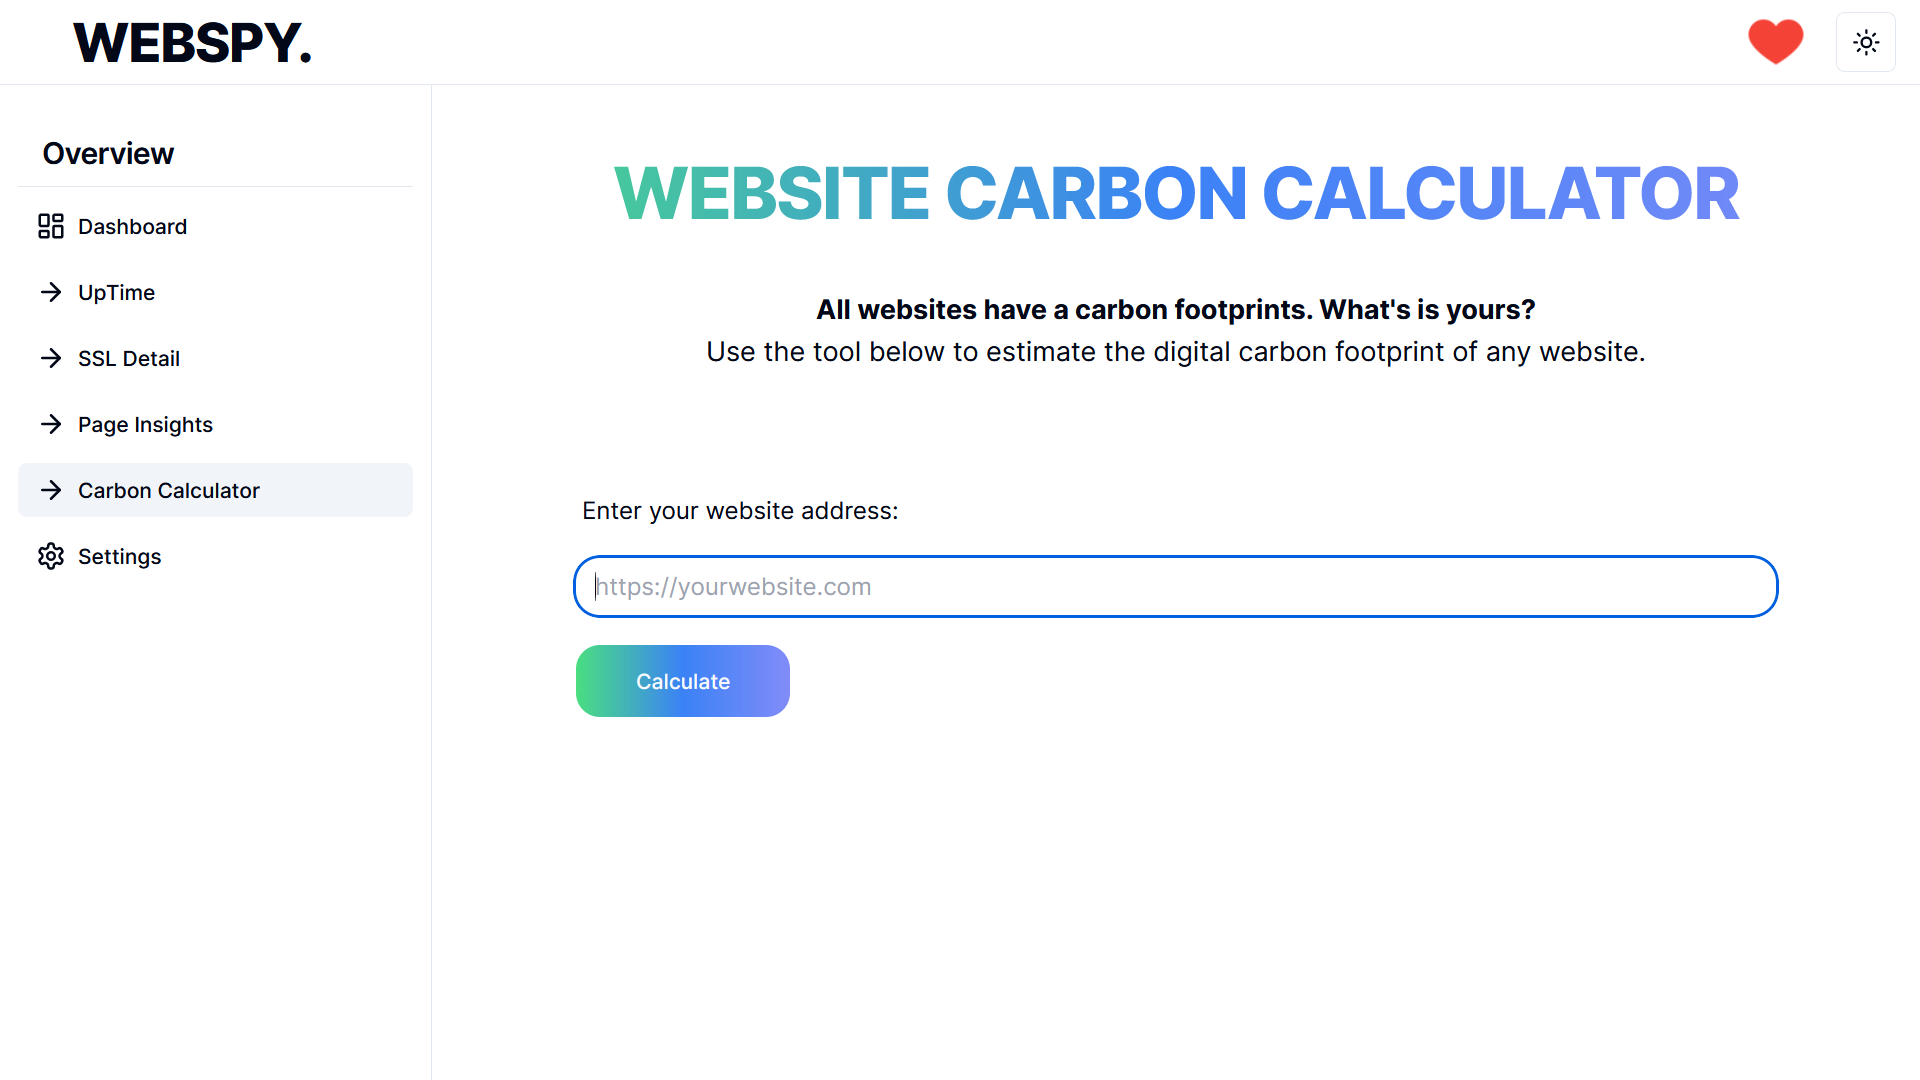 WEBSPY.
Overview
Dashboard
UpTime
SSL Detail
Page Insights
Carbon Calculator
Settings
WEBSITE CARBON CALCULATOR
All websites have a carbon footprints. What's is yours?
Use the tool below to estimate the digital carbon footprint of any website.
Enter your website address:
https://yourwebsite.com
Calculate